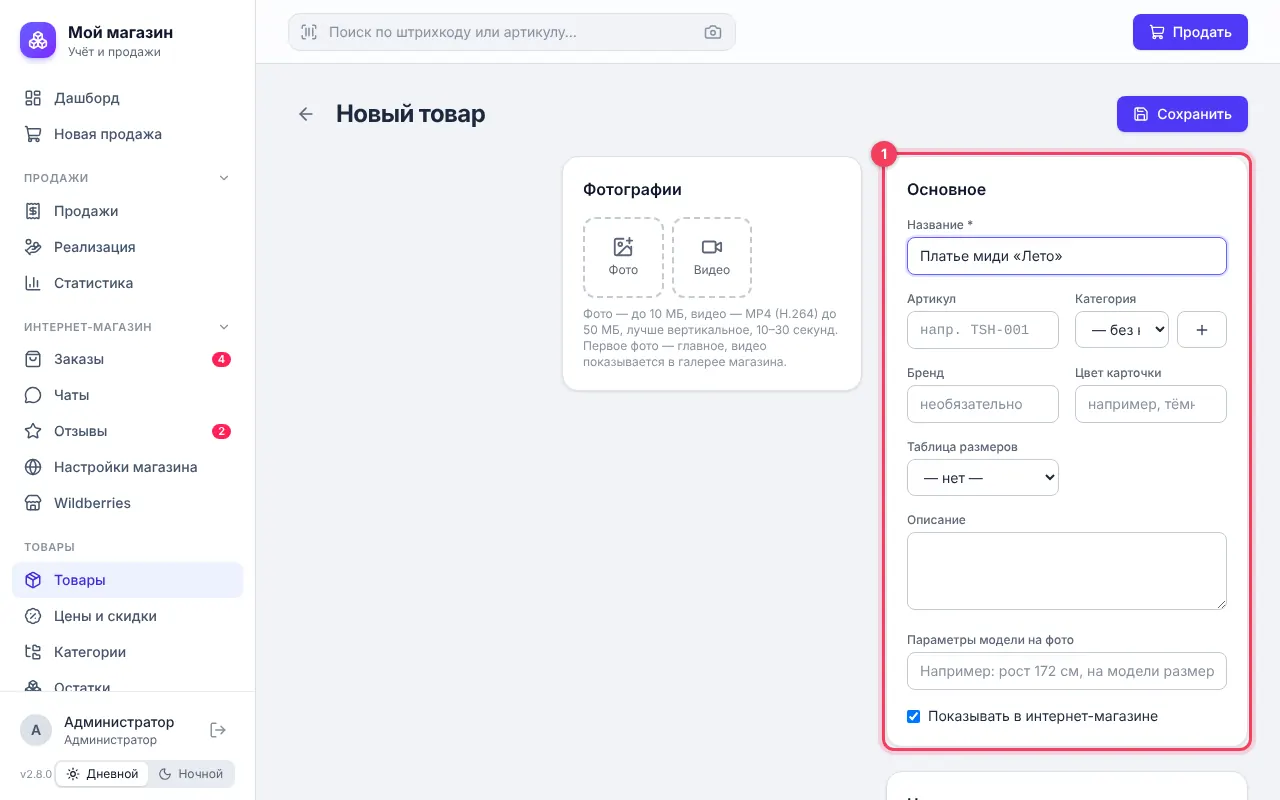 Мой магазин
Учёт и продажи
Поиск по штрихкоду или артикулу...
Продать
Дашборд
Новая продажа
ПРОДАЖИ
Продажи
Реализация
Статистика
ИНТЕРНЕТ-МАГАЗИН
Заказы 4
Чаты
Отзывы 2
Настройки магазина
Wildberries
ТОВАРЫ
Товары
Цены и скидки
Категории
Остатки
A Администратор
Администратор
v2.8.0 Дневной Ночной
Новый товар
Сохранить
Фотографии
Фото Видео
Фото — до 10 МБ, видео — MP4 (H.264) до
50 МБ, лучше вертикальное, 10–30 секунд.
Первое фото — главное, видео
показывается в галерее магазина.
1
Основное
Название *
Платье миди «Лето»
Артикул Категория
напр. TSH-001 — без
Бренд Цвет карточки
необязательно например, тёмн
Таблица размеров
— нет —
Описание
Параметры модели на фото
Например: рост 172 см, на модели размер
Показывать в интернет-магазине